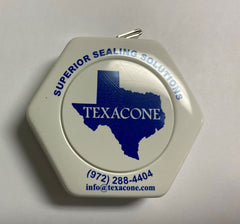 SUPERIOR SEALING SOLUTIONS
TEXACONE
(972) 288-4404
info@texacone.com